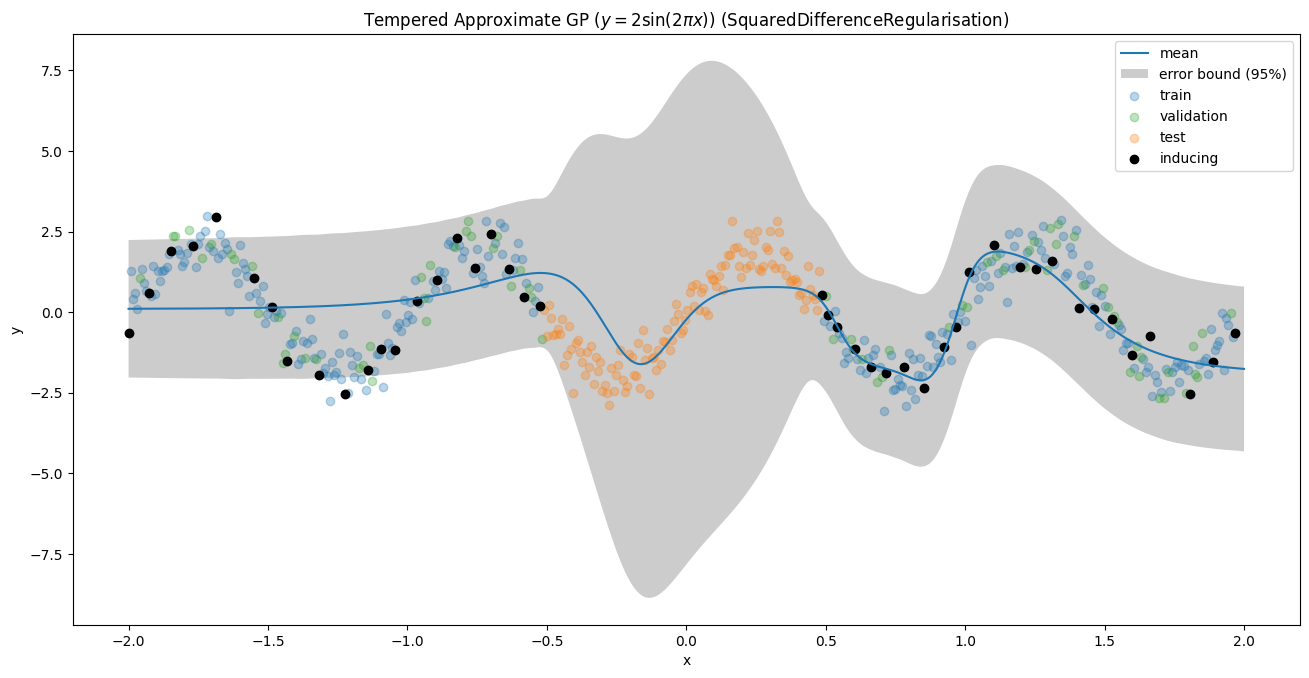 Tempered Approximate GP (y = 2sin(2πx)) (SquaredDifferenceRegularisation)
mean
error bound (95%)
train
validation
test
inducing
7.5
5.0
2.5
0.0
−2.5
−5.0
−7.5
y
−2.0 −1.5 −1.0 −0.5 0.0 0.5 1.0 1.5 2.0
x